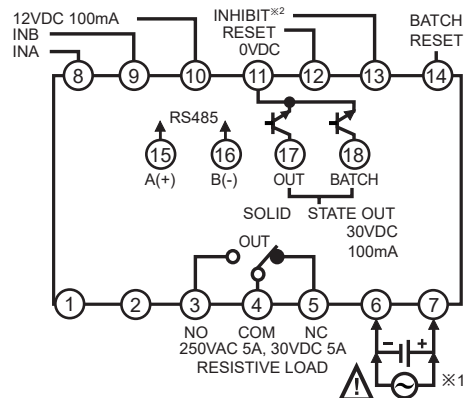 12VDC 100mA
INB
INA
INHIBIT※2
RESET
0VDC
BATCH
RESET
8 9 10 11 12 13 14
RS485
15 16 17 18
A(+) B(-) OUT BATCH
SOLID STATE OUT
30VDC
100mA
OUT
1 2 3 4 5 6 7
NO COM NC
250VAC 5A, 30VDC 5A
RESISTIVE LOAD
- +
! ※1